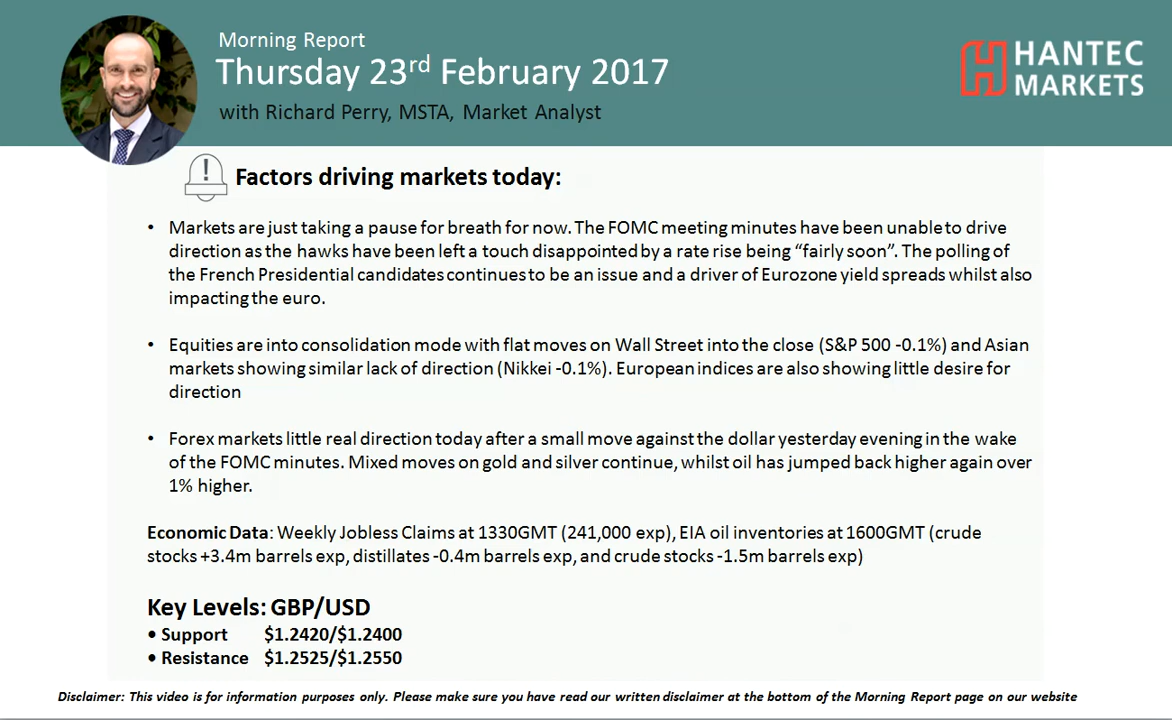 Morning Report
Thursday 23rd February 2017
with Richard Perry, MSTA, Market Analyst
HANTEC
MARKETS
!
Factors driving markets today:
• Markets are just taking a pause for breath for now. The FOMC meeting minutes have been unable to drive
direction as the hawks have been left a touch disappointed by a rate rise being “fairly soon”. The polling of
the French Presidential candidates continues to be an issue and a driver of Eurozone yield spreads whilst also
impacting the euro.
• Equities are into consolidation mode with flat moves on Wall Street into the close (S&P 500 -0.1%) and Asian
markets showing similar lack of direction (Nikkei -0.1%). European indices are also showing little desire for
direction
• Forex markets little real direction today after a small move against the dollar yesterday evening in the wake
of the FOMC minutes. Mixed moves on gold and silver continue, whilst oil has jumped back higher again over
1% higher.
Economic Data: Weekly Jobless Claims at 1330GMT (241,000 exp), EIA oil inventories at 1600GMT (crude
stocks +3.4m barrels exp, distillates -0.4m barrels exp, and crude stocks -1.5m barrels exp)
Key Levels: GBP/USD
• Support $1.2420/$1.2400
• Resistance $1.2525/$1.2550
Disclaimer: This video is for information purposes only. Please make sure you have read our written disclaimer at the bottom of the Morning Report page on our website